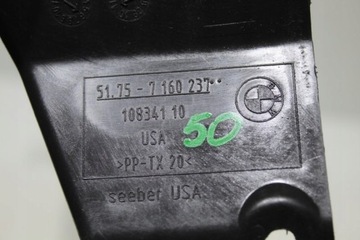 51.75 - 7 160 237
108341 10
USA
50
>PP-TX 20<
seeber USA